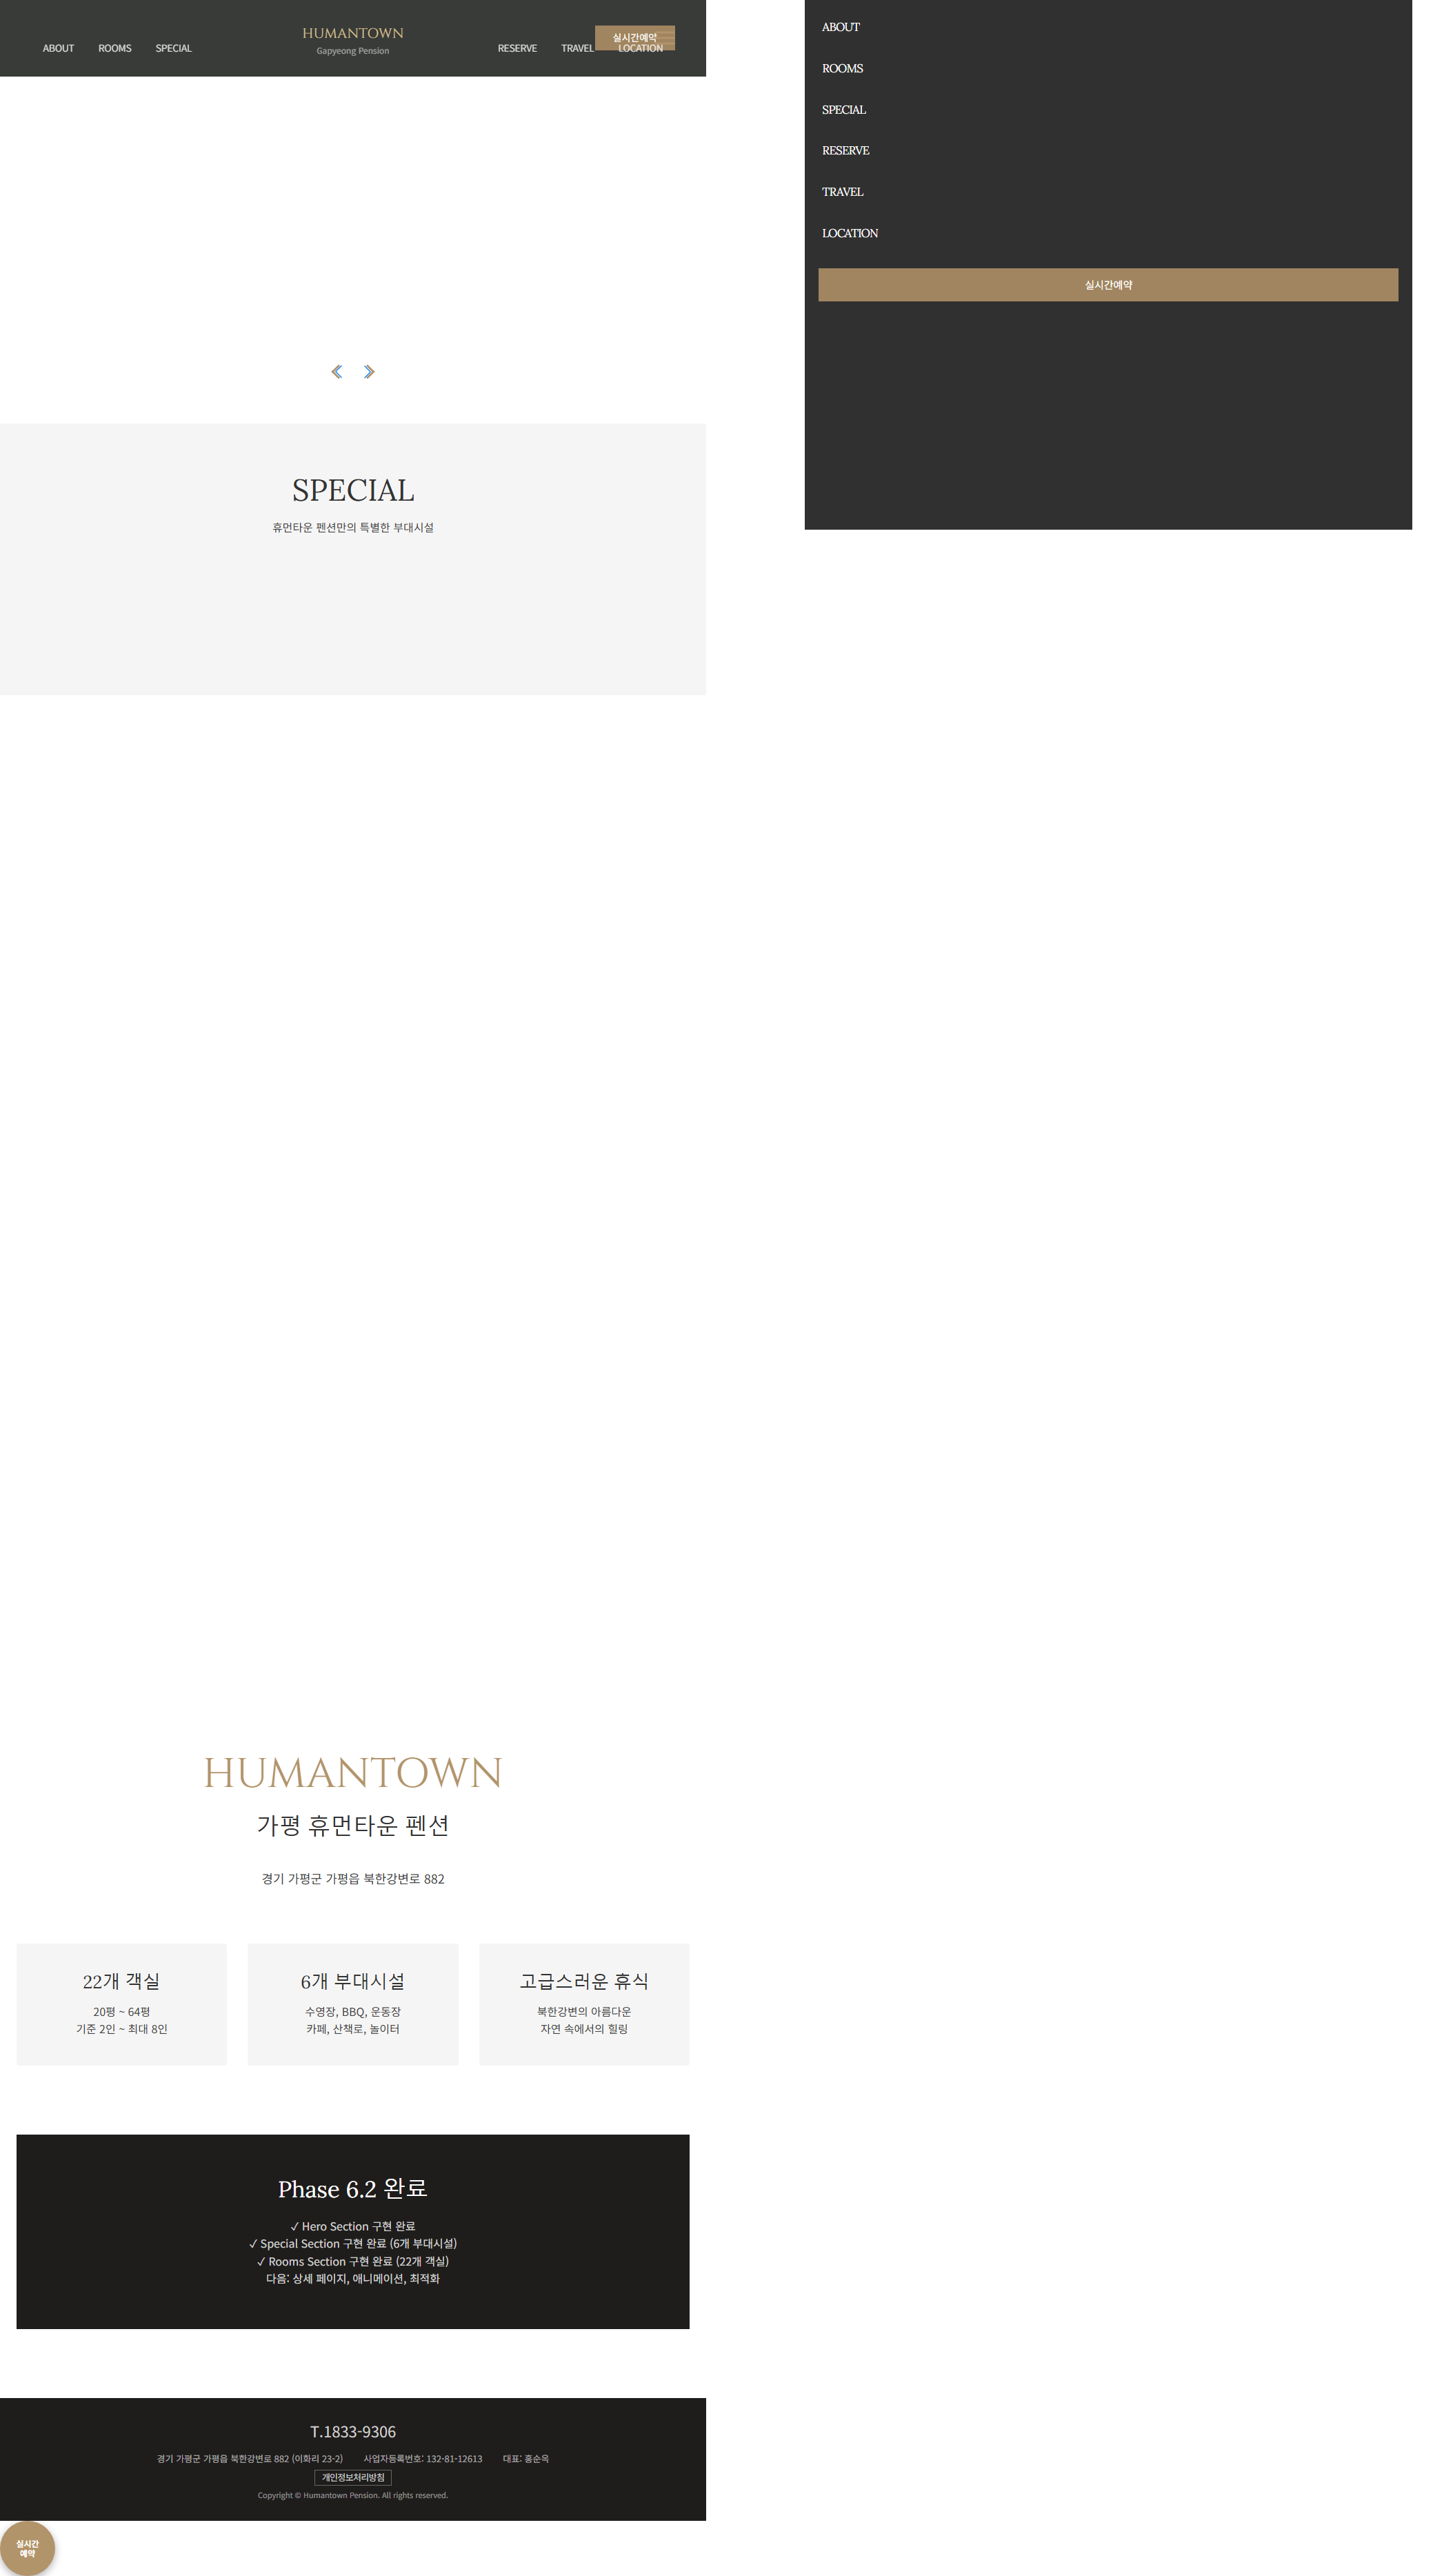 HUMANTOWN
Gapyeong Pension
ABOUT
ROOMS
SPECIAL
RESERVE
TRAVEL
LOCATION
실시간예약
ABOUT
ROOMS
SPECIAL
RESERVE
TRAVEL
LOCATION
실시간예약
SPECIAL
휴먼타운 펜션만의 특별한 부대시설
HUMANTOWN
가평 휴먼타운 펜션
경기 가평군 가평읍 북한강변로 882
22개 객실
20평 ~ 64평
기준 2인 ~ 최대 8인
6개 부대시설
수영장, BBQ, 운동장
카페, 산책로, 놀이터
고급스러운 휴식
북한강변의 아름다운
자연 속에서의 힐링
Phase 6.2 완료
✓ Hero Section 구현 완료
✓ Special Section 구현 완료 (6개 부대시설)
✓ Rooms Section 구현 완료 (22개 객실)
다음: 상세 페이지, 애니메이션, 최적화
T.1833-9306
경기 가평군 가평읍 북한강변로 882 (이화리 23-2) 사업자등록번호: 132-81-12613 대표: 홍순옥
개인정보처리방침
Copyright © Humantown Pension. All rights reserved.
실시간
예약